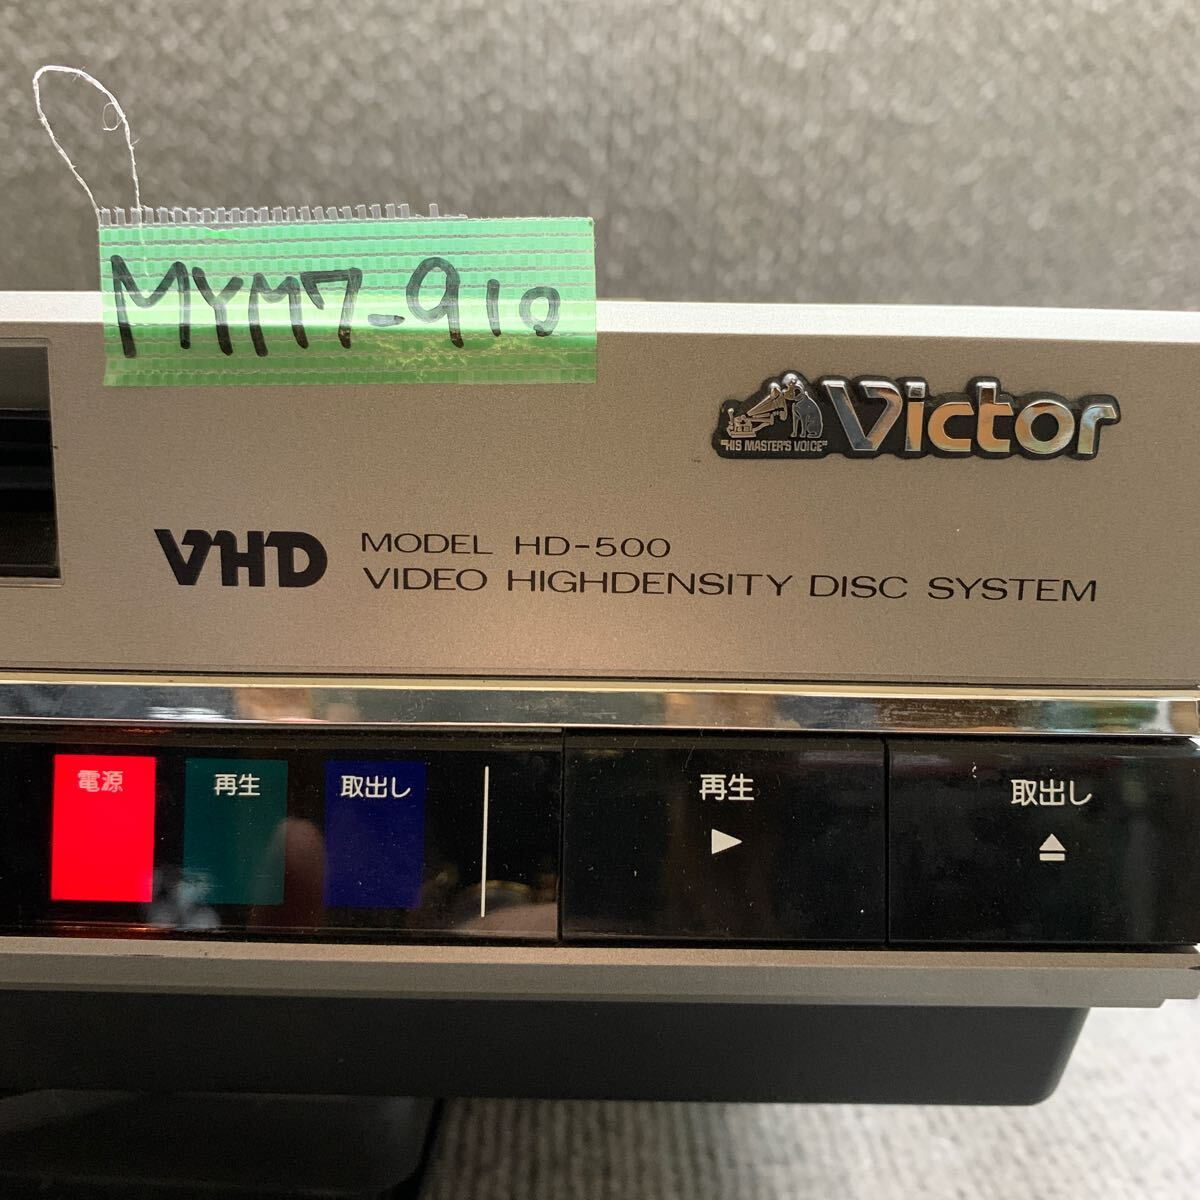 MYM7-910
"HIS MASTER'S VOICE" Victor
VHD
MODEL HD-500
VIDEO HIGHDENSITY DISC SYSTEM
電源
再生
取出し
再生
取出し